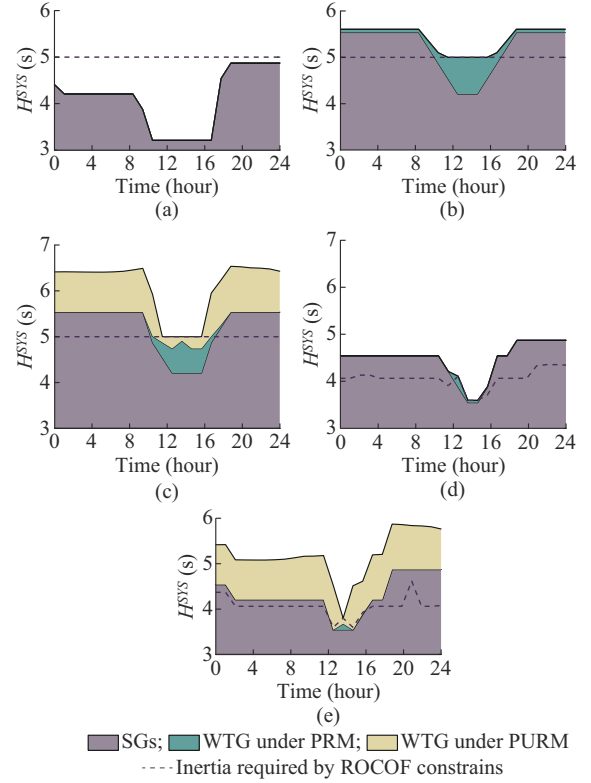 6
5
4
3
H^SYS (s)
0 4 8 12 16 20 24
Time (hour)
(a)
6
5
4
3
H^SYS (s)
0 4 8 12 16 20 24
Time (hour)
(b)
7
6
5
4
3
H^SYS (s)
0 4 8 12 16 20 24
Time (hour)
(c)
7
6
5
4
3
H^SYS (s)
0 4 8 12 16 20 24
Time (hour)
(d)
6
5
4
3
H^SYS (s)
0 4 8 12 16 20 24
Time (hour)
(e)
SGs; WTG under PRM; WTG under PURM
Inertia required by ROCOF constrains